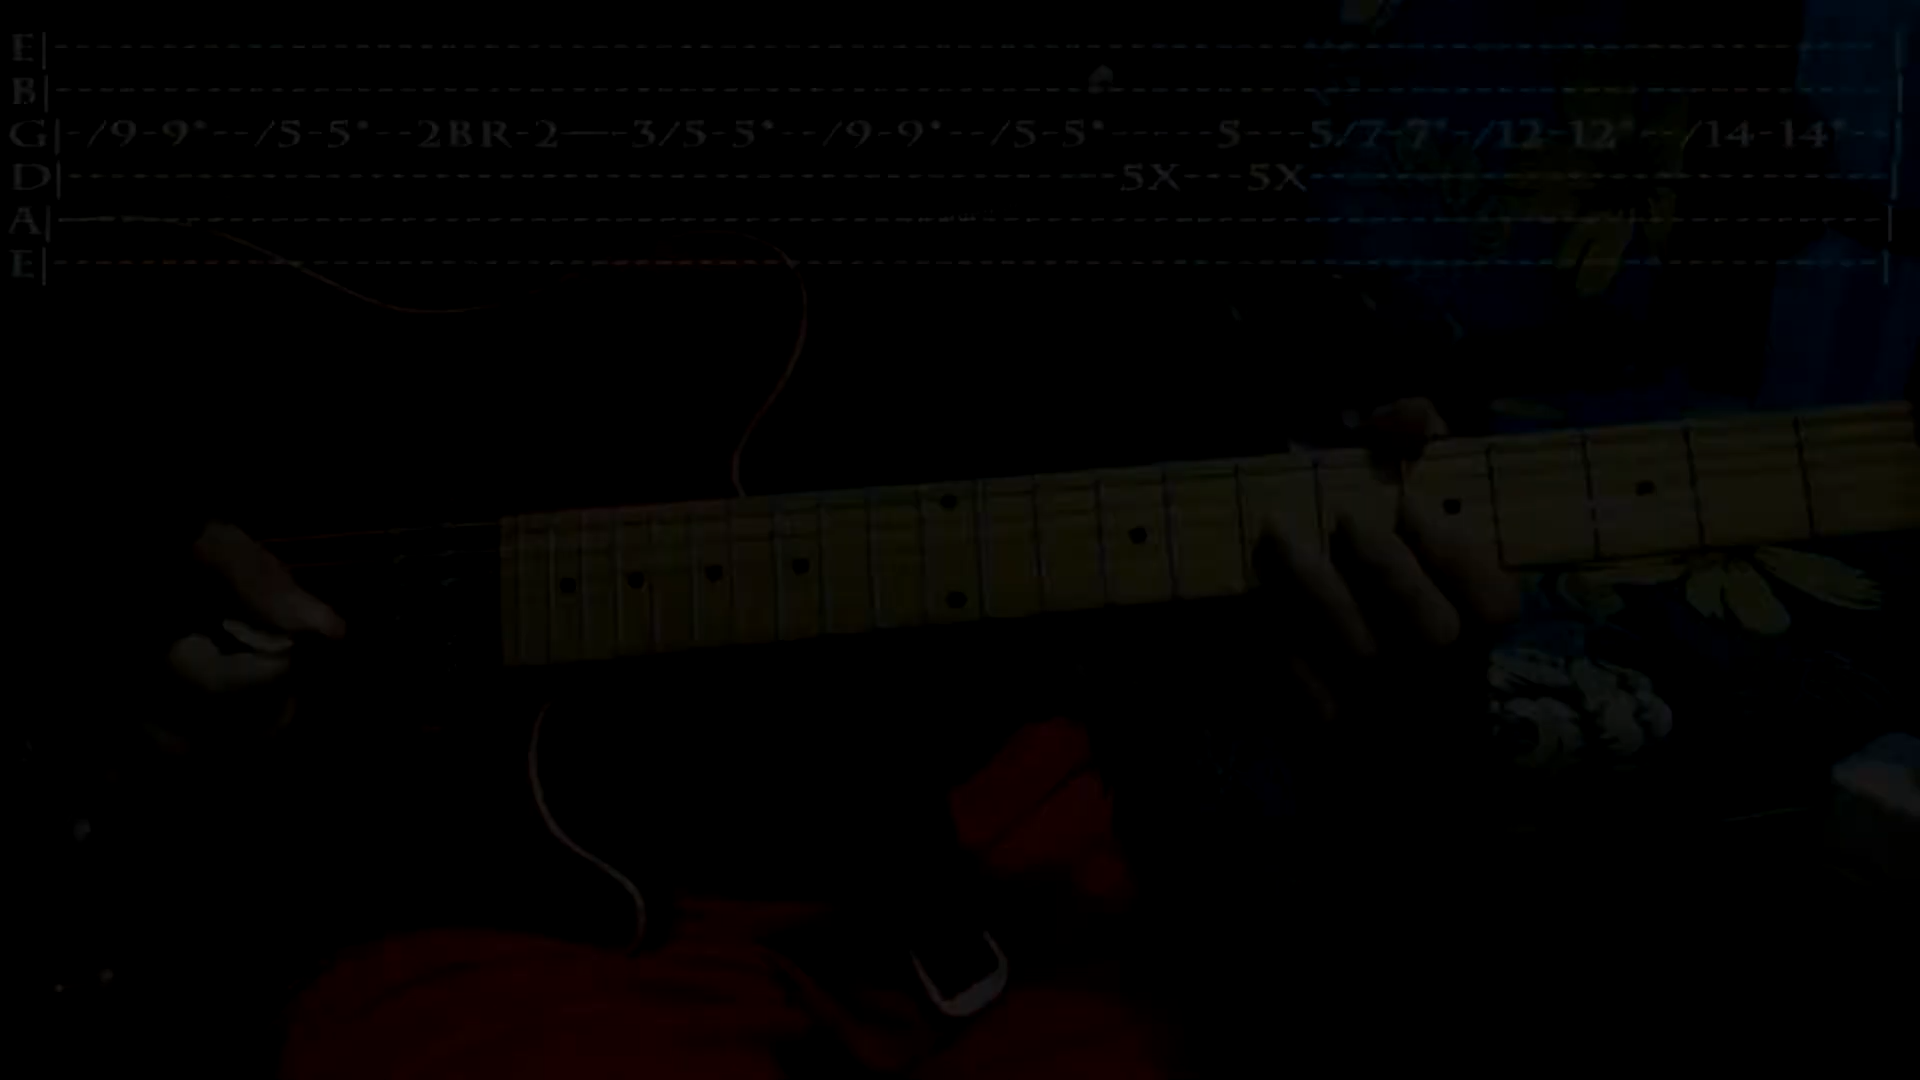 E|--------------------------------------------------------------------|
B|--------------------------------------------------------------------|
G|-/9-9*--/5-5*--2BR-2—-3/5-5*--/9-9*--/5-5*------5---5/7-7*-/12-12*--/14-14*--|
D|------------------------------------------5X---5X----------------------|
A|--------------------------------------------------------------------|
E|--------------------------------------------------------------------|